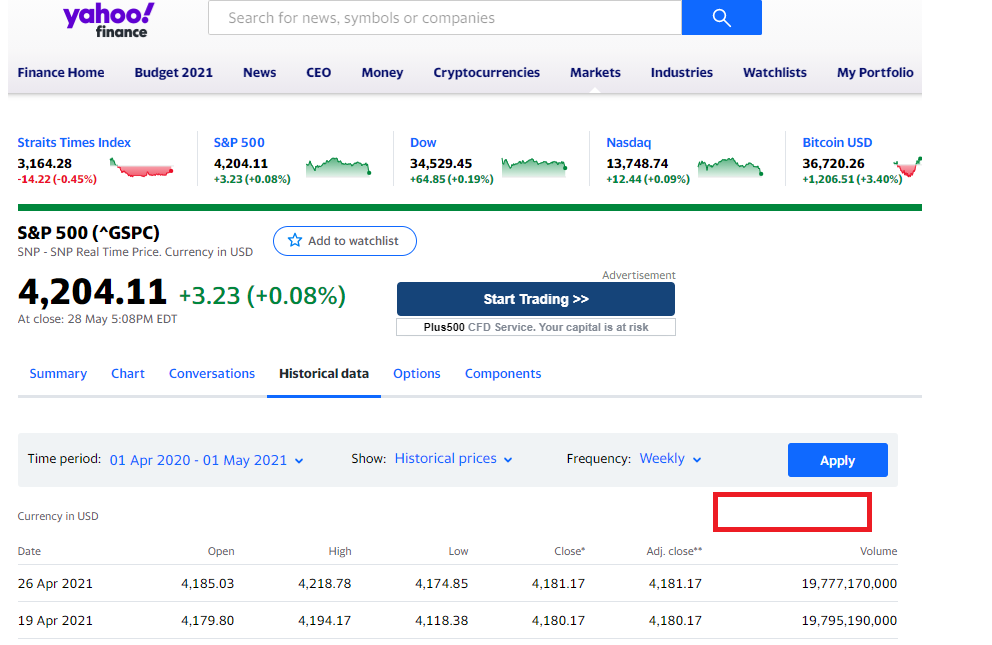 yahoo!
finance
Search for news, symbols or companies
Finance Home Budget 2021 News CEO Money Cryptocurrencies Markets Industries Watchlists My Portfolio
Straits Times Index S&P 500 Dow Nasdaq Bitcoin USD
3,164.28 4,204.11 34,529.45 13,748.74 36,720.26
-14.22 (-0.45%) +3.23 (+0.08%) +64.85 (+0.19%) +12.44 (+0.09%) +1,206.51 (+3.40%)
S&P 500 (^GSPC)
SNP - SNP Real Time Price. Currency in USD
Add to watchlist
4,204.11 +3.23 (+0.08%)
At close: 28 May 5:08PM EDT
Advertisement
Start Trading >>
Plus500 CFD Service. Your capital is at risk
Summary Chart Conversations Historical data Options Components
Time period: 01 Apr 2020 - 01 May 2021 Show: Historical prices Frequency: Weekly Apply
Currency in USD
Date Open High Low Close* Adj. close** Volume
26 Apr 2021 4,185.03 4,218.78 4,174.85 4,181.17 4,181.17 19,777,170,000
19 Apr 2021 4,179.80 4,194.17 4,118.38 4,180.17 4,180.17 19,795,190,000